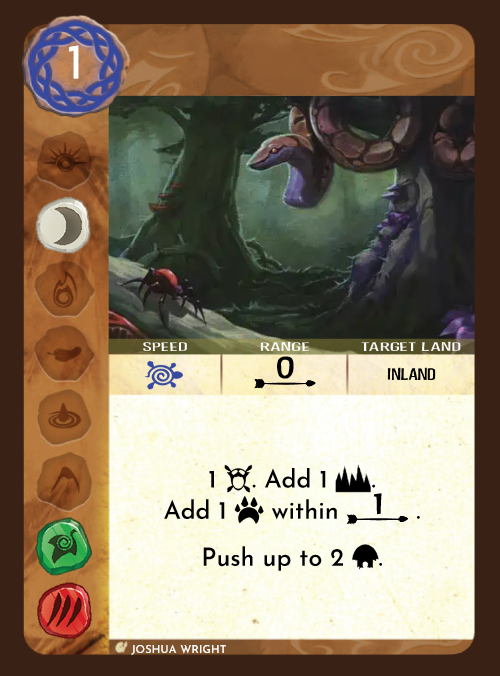 1
SPEED RANGE TARGET LAND
0 INLAND
1 . Add 1 .
Add 1 within 1 .
Push up to 2 .
JOSHUA WRIGHT